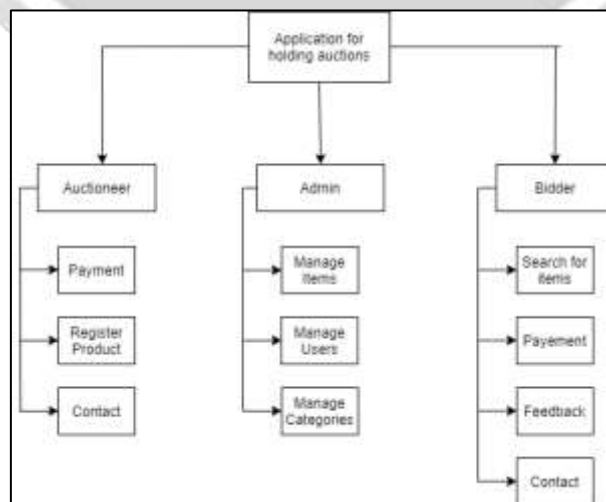 Application for
holding auctions
Auctioneer
Admin
Bidder
Payment
Manage
Items
Search for
items
Register
Product
Manage
Users
Payement
Contact
Manage
Categories
Feedback
Contact